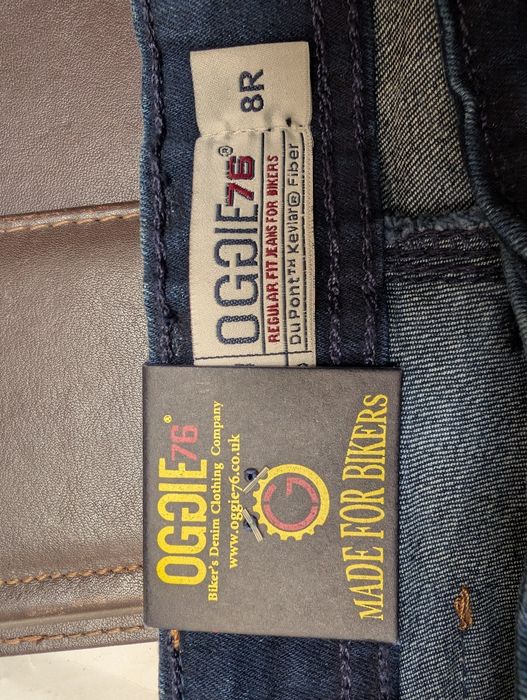 8R
OGGIE76®
REGULAR FIT JEANS FOR BIKERS
DuPont™ Kevlar® Fiber
OGGIE76®
Biker's Denim Clothing Company
www.oggie76.co.uk
G
MADE FOR BIKERS